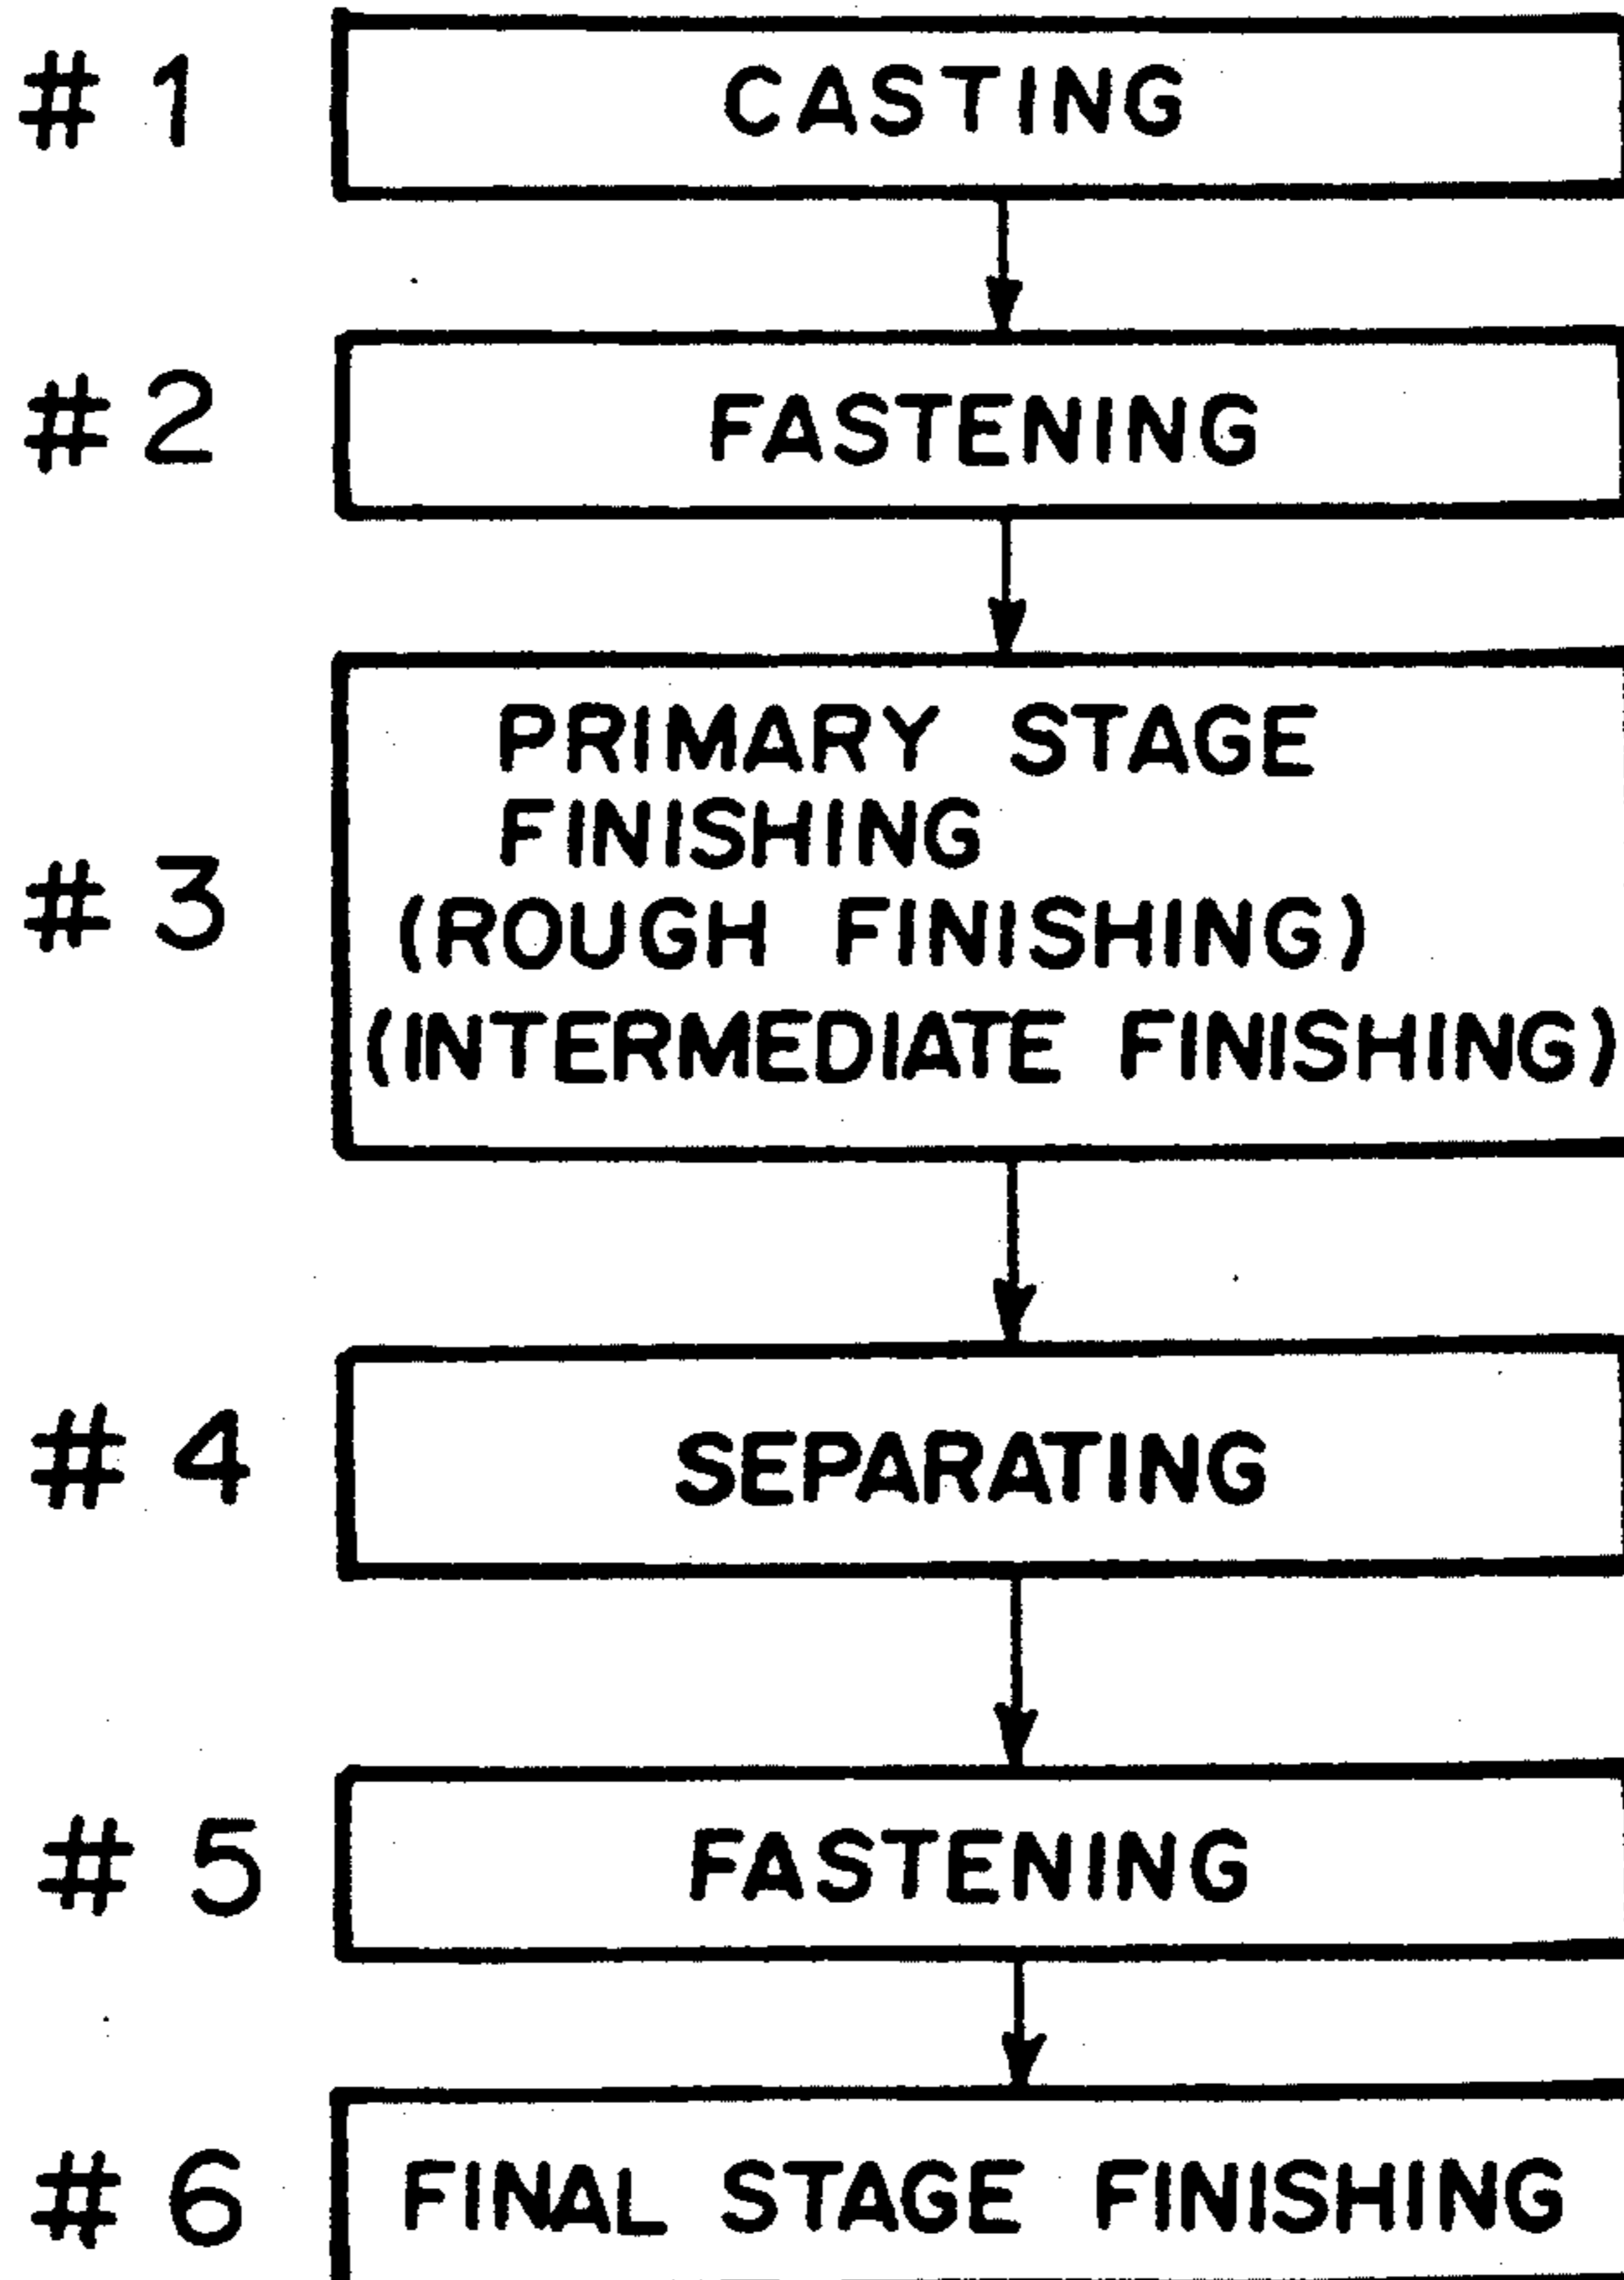 #1 CASTING
#2 FASTENING
PRIMARY STAGE
FINISHING
#3 (ROUGH FINISHING)
(INTERMEDIATE FINISHING)
#4 SEPARATING
#5 FASTENING
#6 FINAL STAGE FINISHING